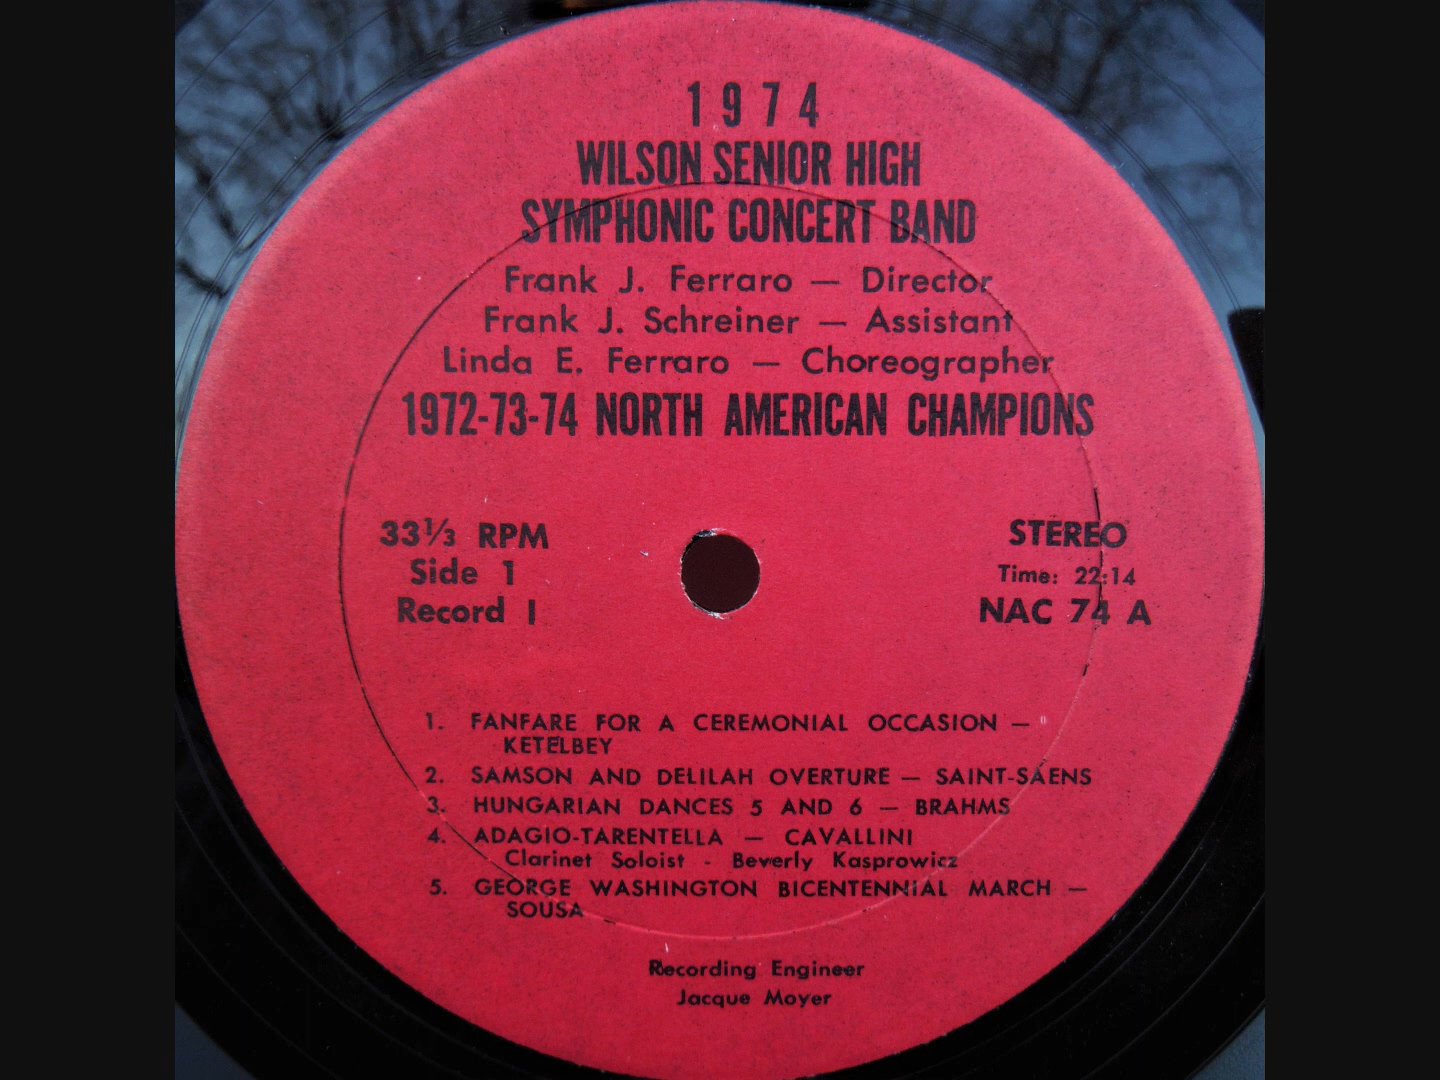 1974
WILSON SENIOR HIGH
SYMPHONIC CONCERT BAND
Frank J. Ferraro — Director
Frank J. Schreiner — Assistant
Linda E. Ferraro — Choreographer
1972-73-74 NORTH AMERICAN CHAMPIONS
33⅓ RPM
Side 1
Record I
STEREO
Time: 22:14
NAC 74 A
1. FANFARE FOR A CEREMONIAL OCCASION —
KETELBEY
2. SAMSON AND DELILAH OVERTURE — SAINT-SAENS
3. HUNGARIAN DANCES 5 AND 6 — BRAHMS
4. ADAGIO-TARENTELLA — CAVALLINI
Clarinet Soloist - Beverly Kasprowicz
5. GEORGE WASHINGTON BICENTENNIAL MARCH —
SOUSA
Recording Engineer
Jacque Moyer